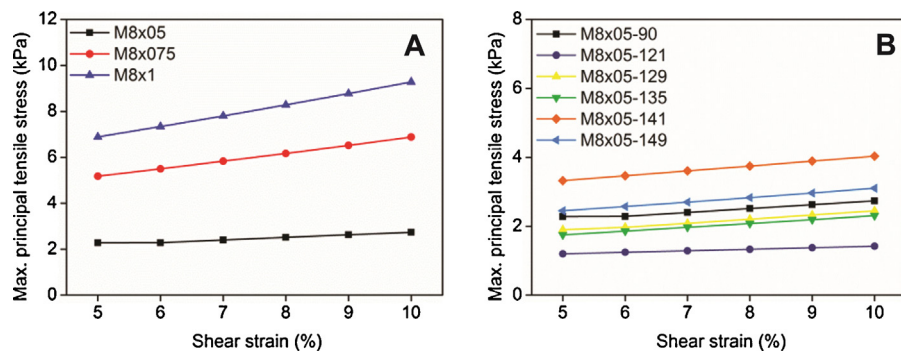 Max. principal tensile stress (kPa)
12
10
8
6
4
2
0
M8x05
M8x075
M8x1
A
5 6 7 8 9 10
Shear strain (%)
Max. principal tensile stress (kPa)
8
6
4
2
0
M8x05-90
M8x05-121
M8x05-129
M8x05-135
M8x05-141
M8x05-149
B
5 6 7 8 9 10
Shear strain (%)